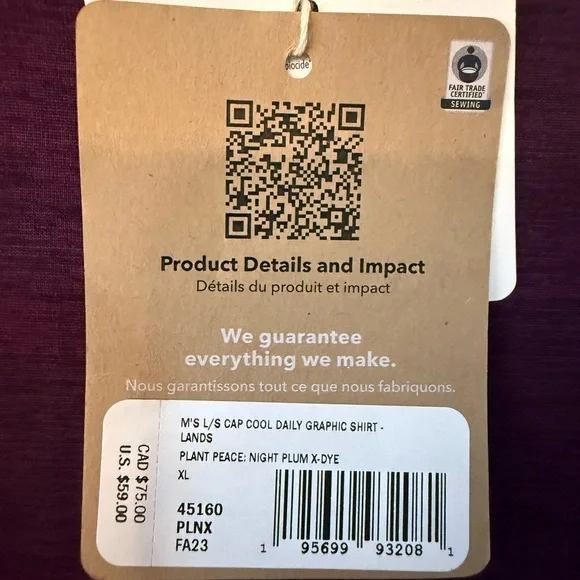 biocide*
FAIR TRADE
CERTIFIED™
SEWING
Product Details and Impact
Détails du produit et impact
We guarantee
everything we make.
Nous garantissons tout ce que nous fabriquons.
CAD $75.00
U.S. $59.00
M'S L/S CAP COOL DAILY GRAPHIC SHIRT -
LANDS
PLANT PEACE: NIGHT PLUM X-DYE
XL
45160
PLNX
FA23
1 95699 93208 1